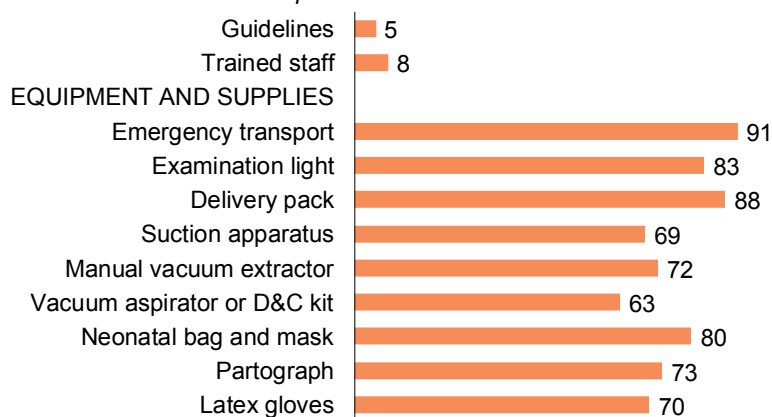 Guidelines 5
Trained staff 8
EQUIPMENT AND SUPPLIES
Emergency transport 91
Examination light 83
Delivery pack 88
Suction apparatus 69
Manual vacuum extractor 72
Vacuum aspirator or D&C kit 63
Neonatal bag and mask 80
Partograph 73
Latex gloves 70